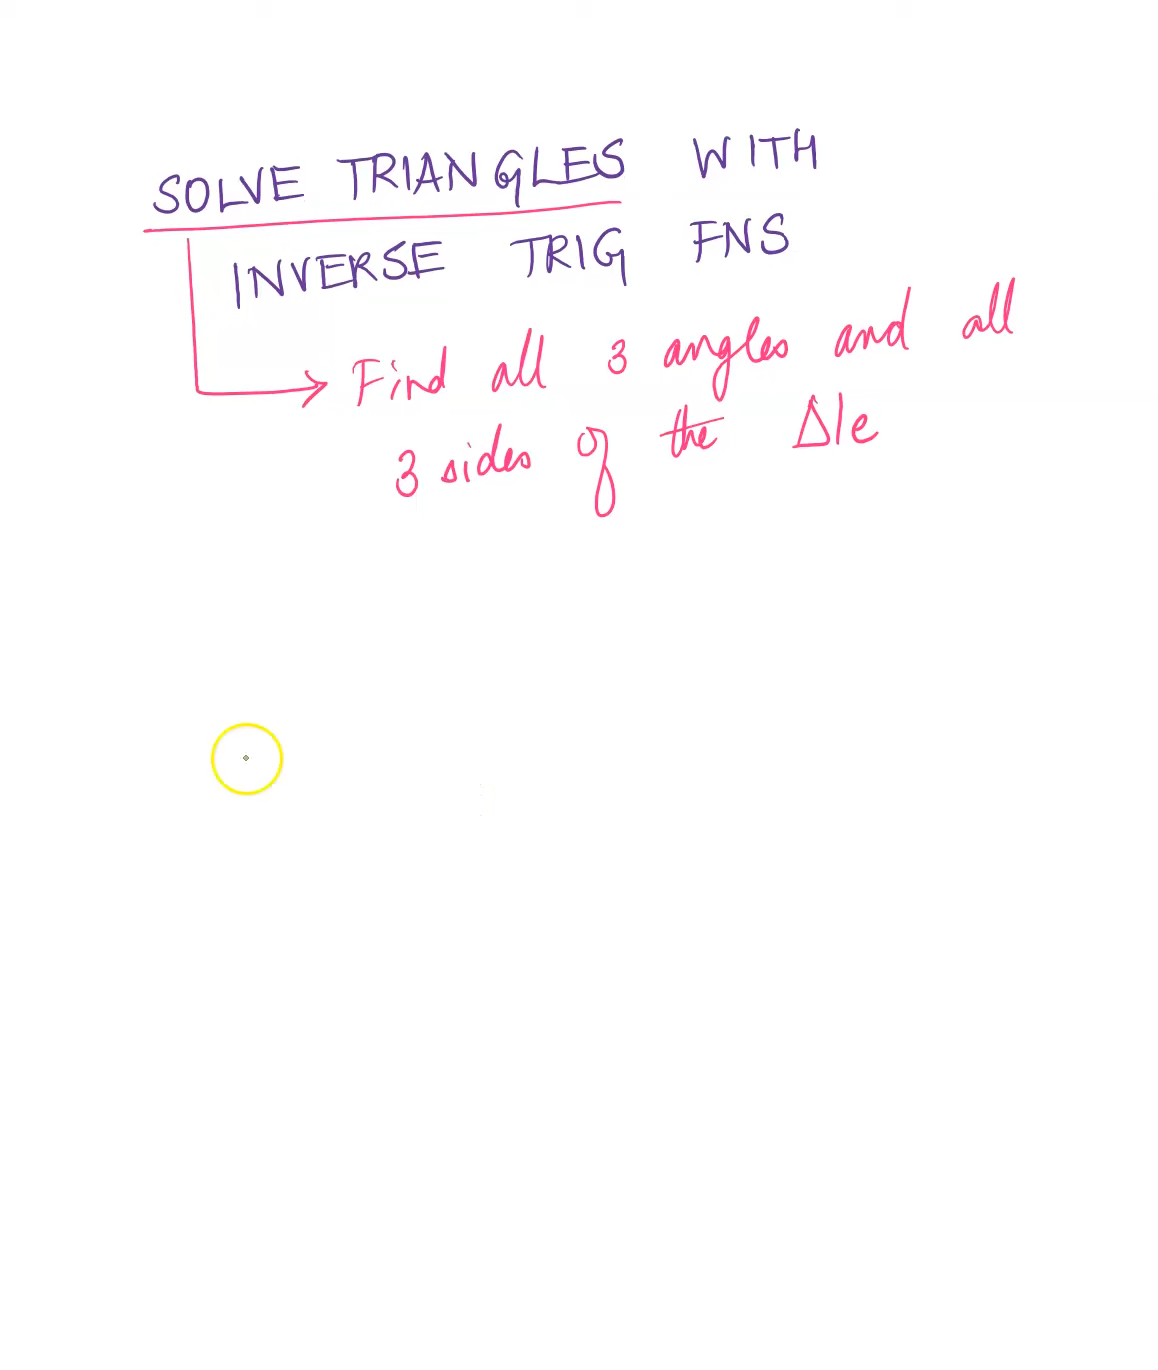 SOLVE TRIANGLES WITH
INVERSE TRIG FNS
→ Find all 3 angles and all
3 sides of the Δle